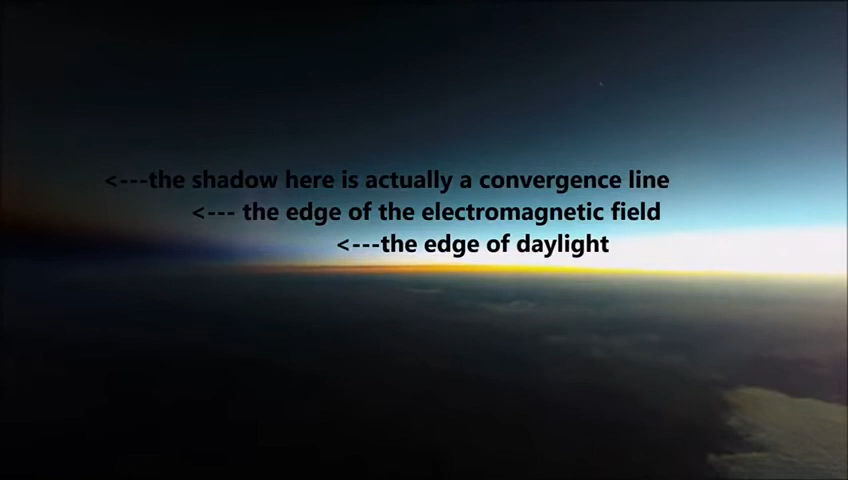 <---the shadow here is actually a convergence line
<--- the edge of the electromagnetic field
<---the edge of daylight